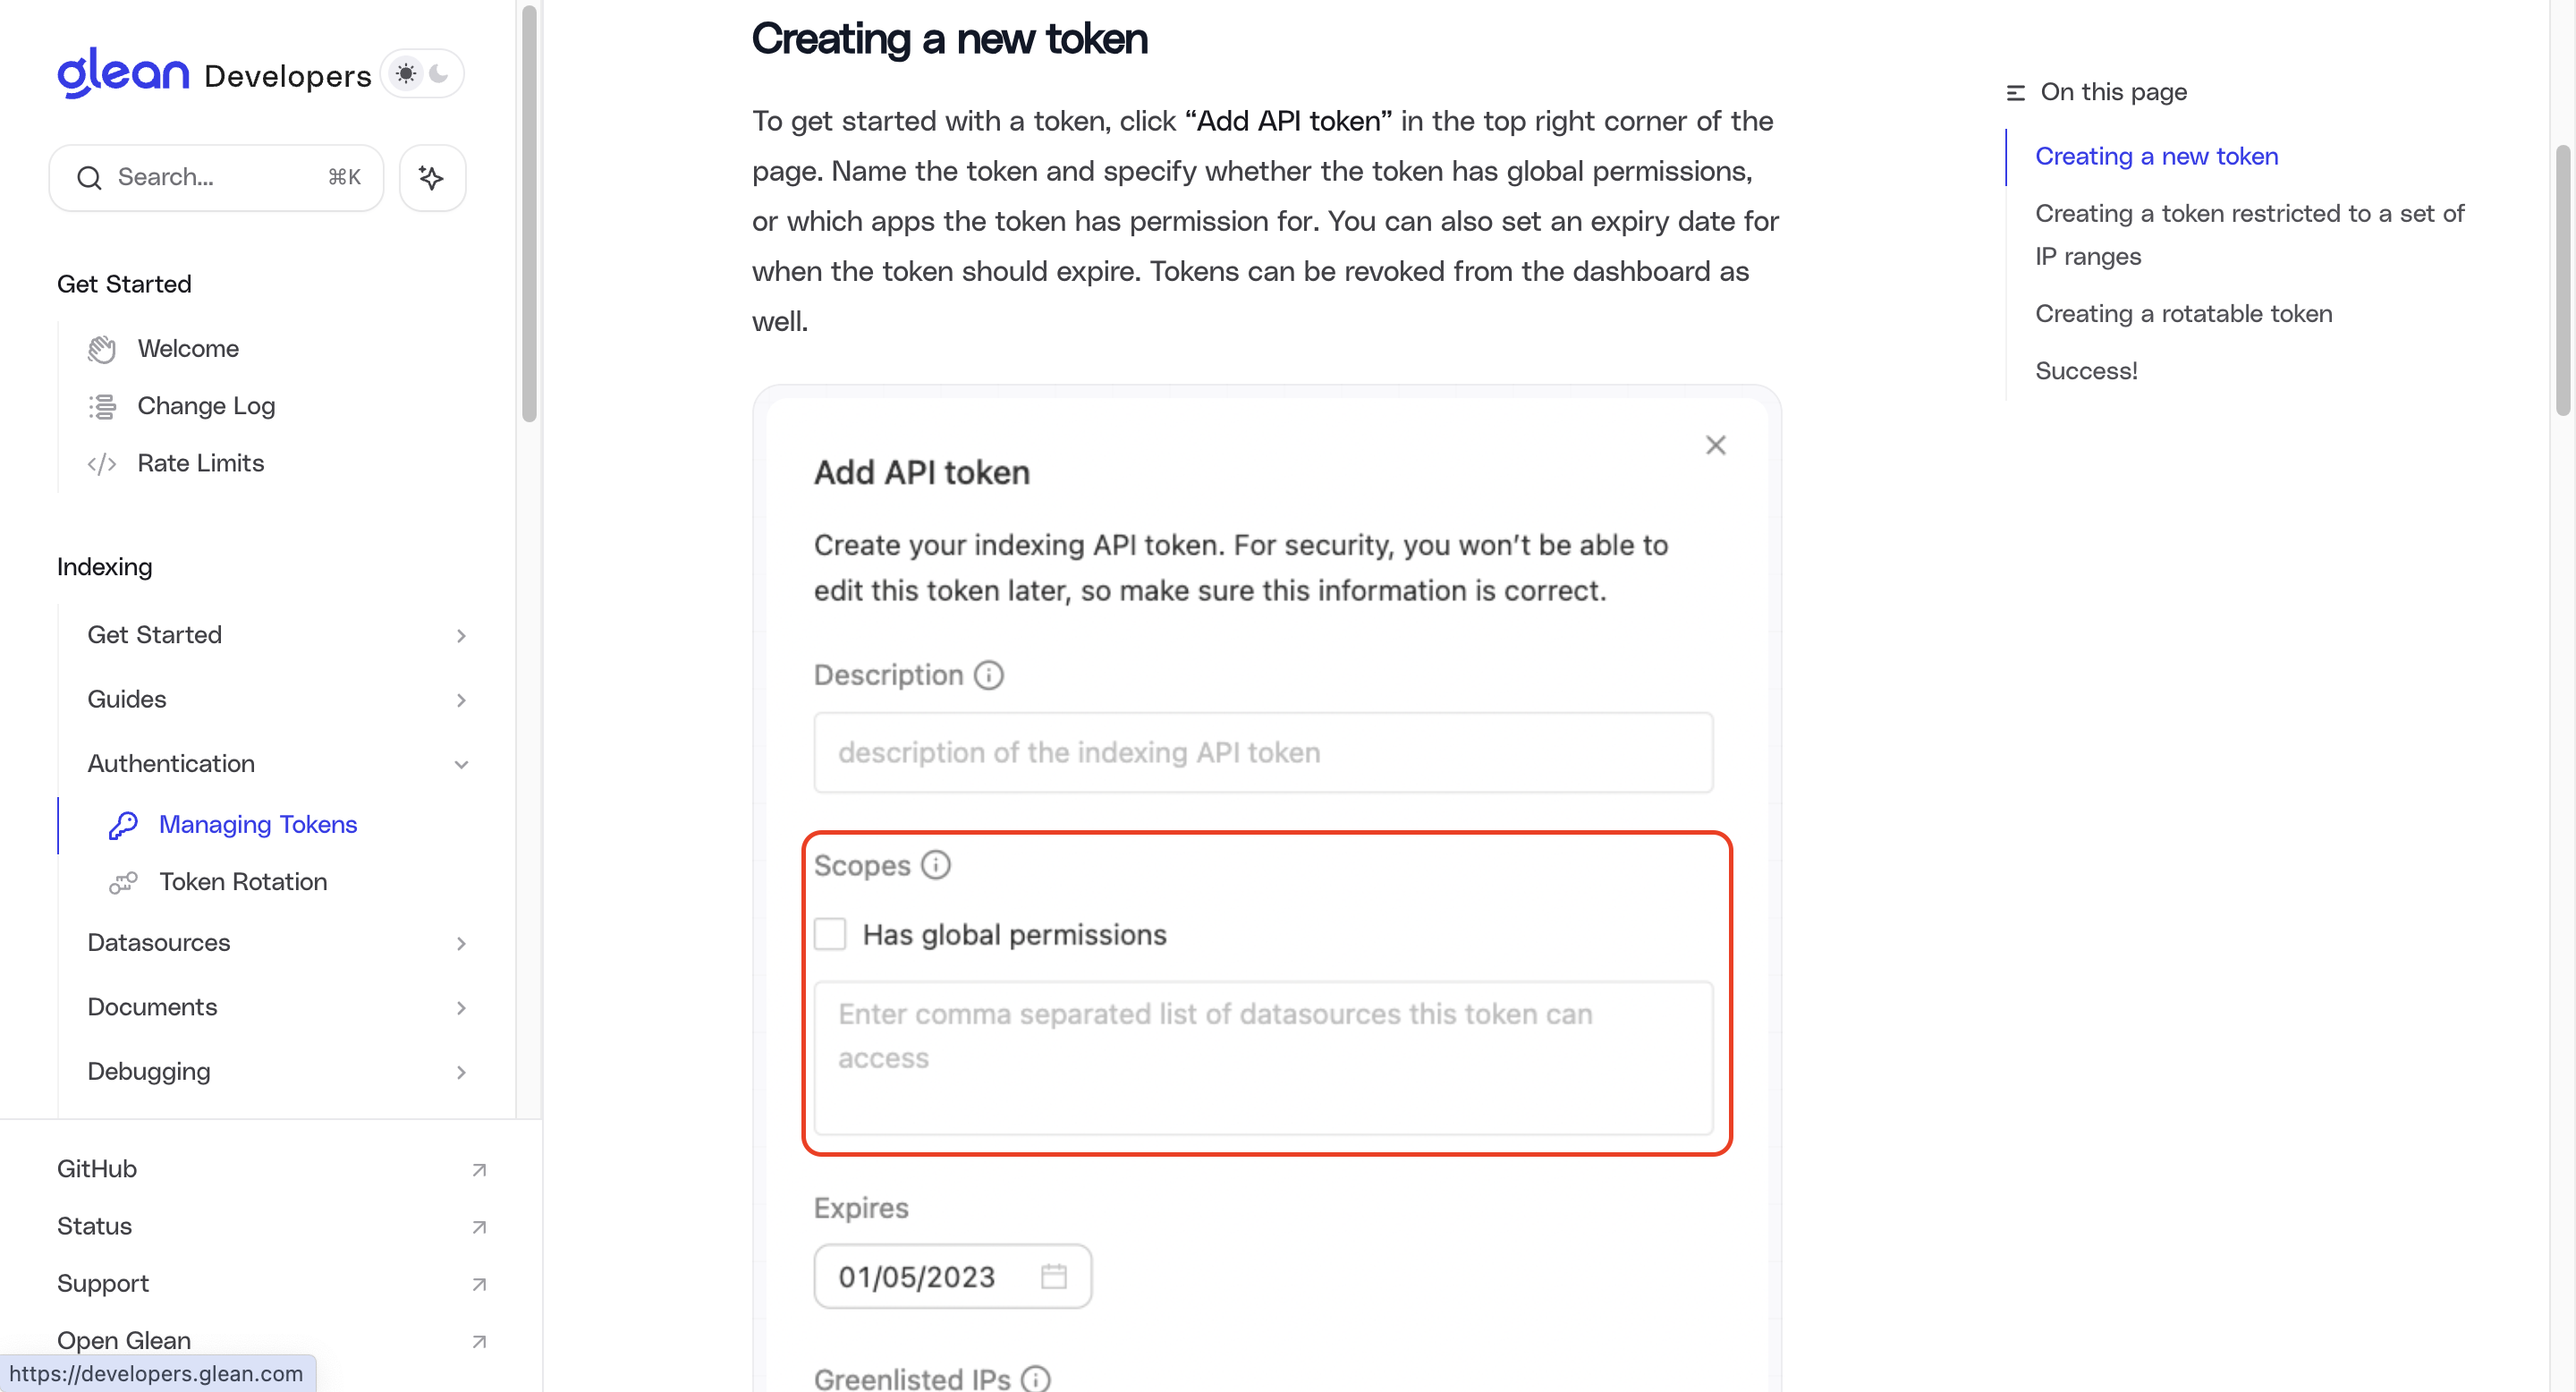 glean Developers
Search...
⌘K
Get Started
Welcome
Change Log
Rate Limits
Indexing
Get Started
Guides
Authentication
Managing Tokens
Token Rotation
Datasources
Documents
Debugging
GitHub
Status
Support
Open Glean
https://developers.glean.com
Creating a new token
To get started with a token, click “Add API token” in the top right corner of the
page. Name the token and specify whether the token has global permissions,
or which apps the token has permission for. You can also set an expiry date for
when the token should expire. Tokens can be revoked from the dashboard as
well.
Add API token
Create your indexing API token. For security, you won’t be able to
edit this token later, so make sure this information is correct.
Description
description of the indexing API token
Scopes
Has global permissions
Enter comma separated list of datasources this token can
access
Expires
01/05/2023
Greenlisted IPs
On this page
Creating a new token
Creating a token restricted to a set of
IP ranges
Creating a rotatable token
Success!